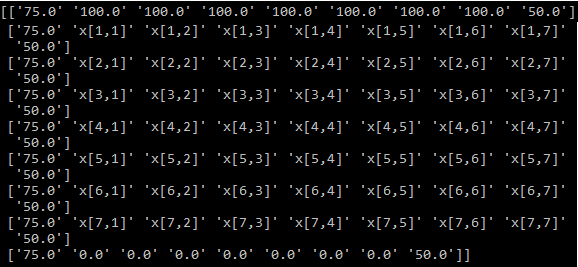 [['75.0' '100.0' '100.0' '100.0' '100.0' '100.0' '100.0' '100.0' '50.0']
['75.0' 'x[1,1]' 'x[1,2]' 'x[1,3]' 'x[1,4]' 'x[1,5]' 'x[1,6]' 'x[1,7]'
'50.0']
['75.0' 'x[2,1]' 'x[2,2]' 'x[2,3]' 'x[2,4]' 'x[2,5]' 'x[2,6]' 'x[2,7]'
'50.0']
['75.0' 'x[3,1]' 'x[3,2]' 'x[3,3]' 'x[3,4]' 'x[3,5]' 'x[3,6]' 'x[3,7]'
'50.0']
['75.0' 'x[4,1]' 'x[4,2]' 'x[4,3]' 'x[4,4]' 'x[4,5]' 'x[4,6]' 'x[4,7]'
'50.0']
['75.0' 'x[5,1]' 'x[5,2]' 'x[5,3]' 'x[5,4]' 'x[5,5]' 'x[5,6]' 'x[5,7]'
'50.0']
['75.0' 'x[6,1]' 'x[6,2]' 'x[6,3]' 'x[6,4]' 'x[6,5]' 'x[6,6]' 'x[6,7]'
'50.0']
['75.0' 'x[7,1]' 'x[7,2]' 'x[7,3]' 'x[7,4]' 'x[7,5]' 'x[7,6]' 'x[7,7]'
'50.0']
['75.0' '0.0' '0.0' '0.0' '0.0' '0.0' '0.0' '0.0' '50.0']]